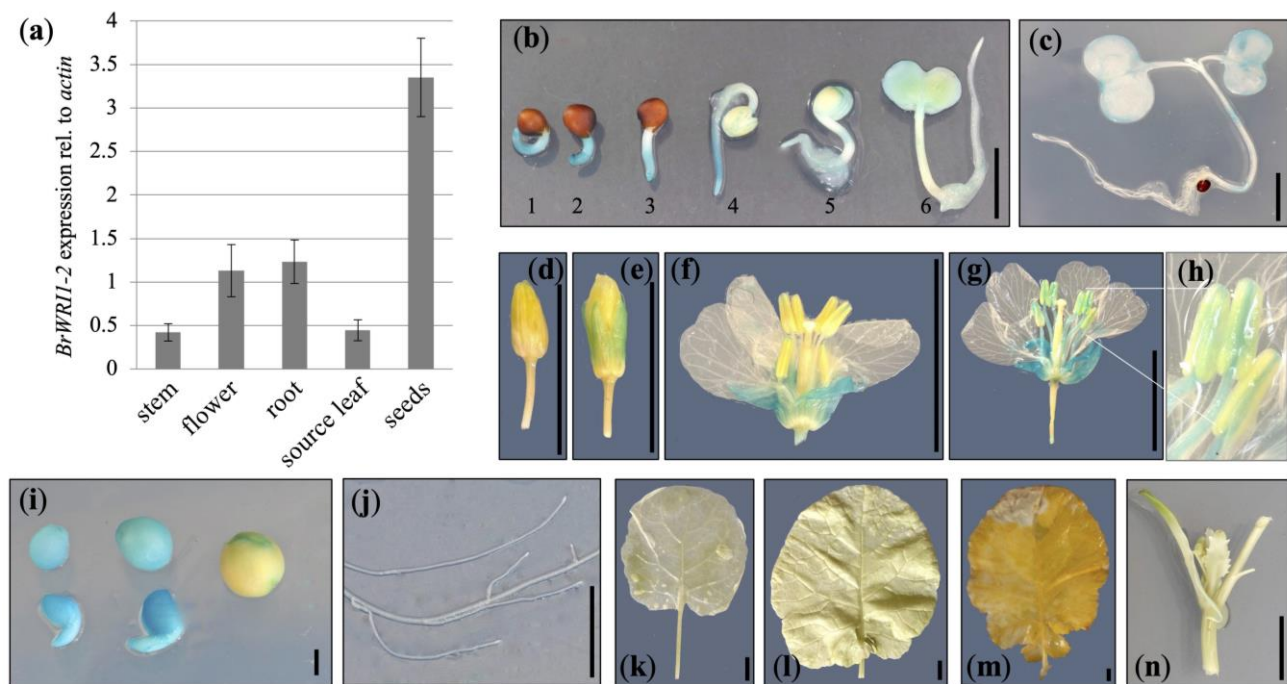 (a)
BrWRI1-2 expression rel. to actin
4
3.5
3
2.5
2
1.5
1
0.5
0
stem
flower
root
source leaf
seeds
(b)
1 2 3 4 5 6
(c)
(d)
(e)
(f)
(g)
(h)
(i)
(j)
(k)
(l)
(m)
(n)